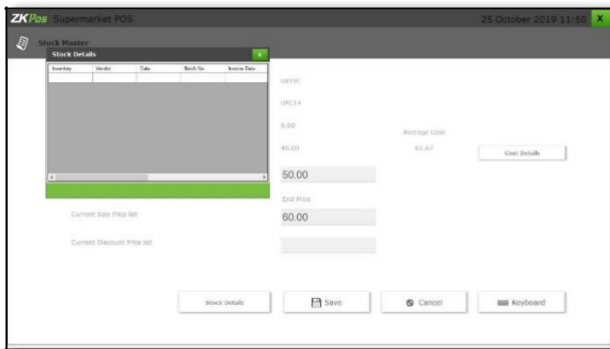 ZKPos Supermarket POS
25 October 2019 11:50 X
Stock Master
Stock Details x
Inventory Vendor Date Batch No Invoice Date
carrot
UPC14
6.00
Average Cost
40.00
Cost Details
50.00
End Price
Current Sale Price list
60.00
Current Discount Price list
Stock Details
Save
Cancel
Keyboard